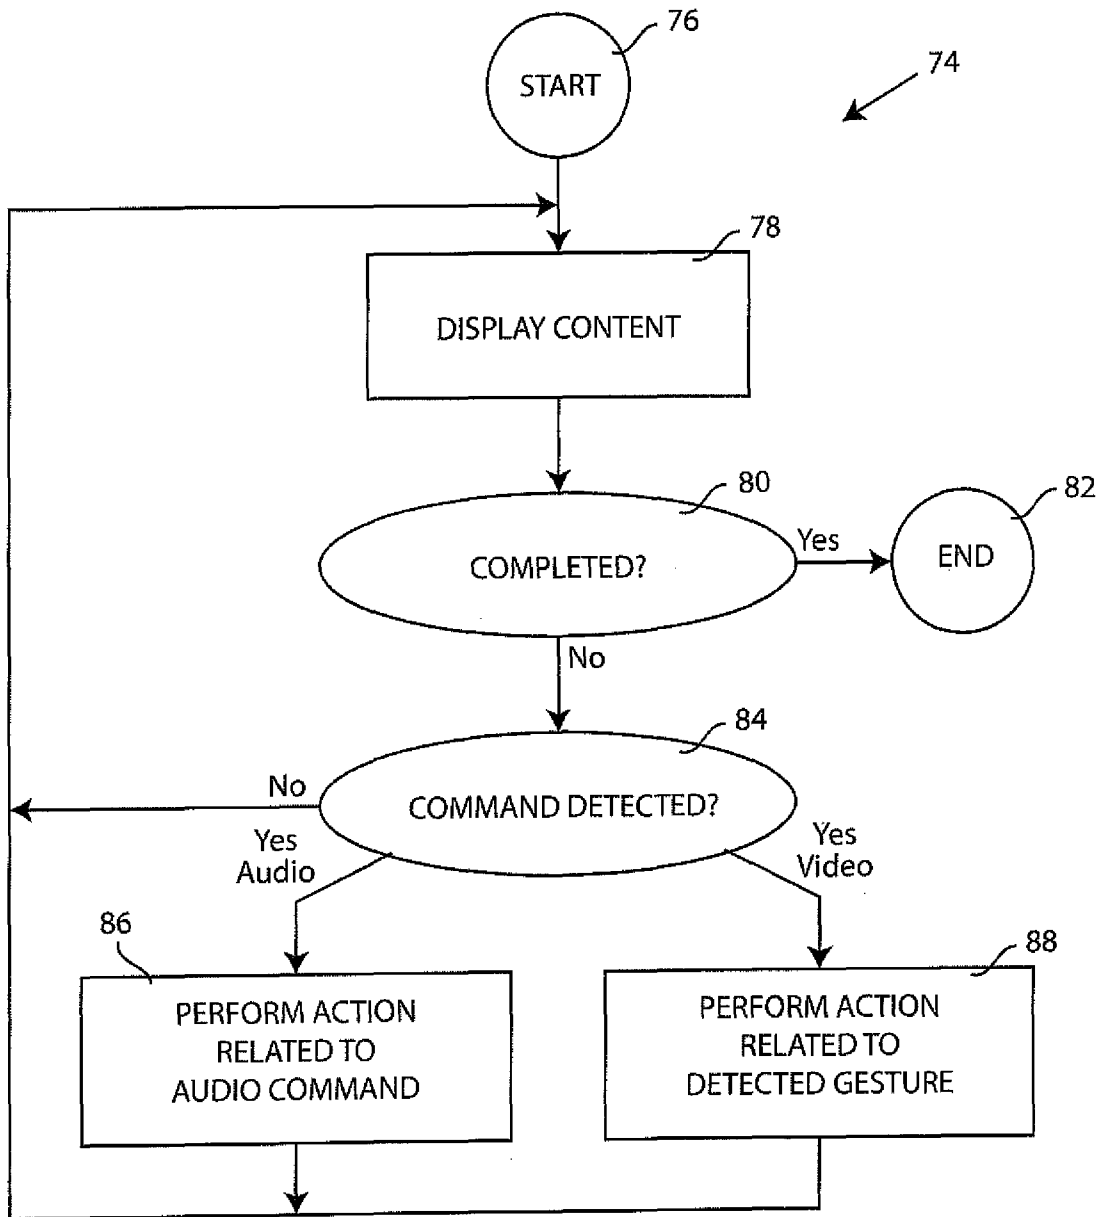 76
START
74
78
DISPLAY CONTENT
80
COMPLETED?
Yes
82
END
No
84
COMMAND DETECTED?
No
Yes
Audio
Yes
Video
86
PERFORM ACTION
RELATED TO
AUDIO COMMAND
88
PERFORM ACTION
RELATED TO
DETECTED GESTURE